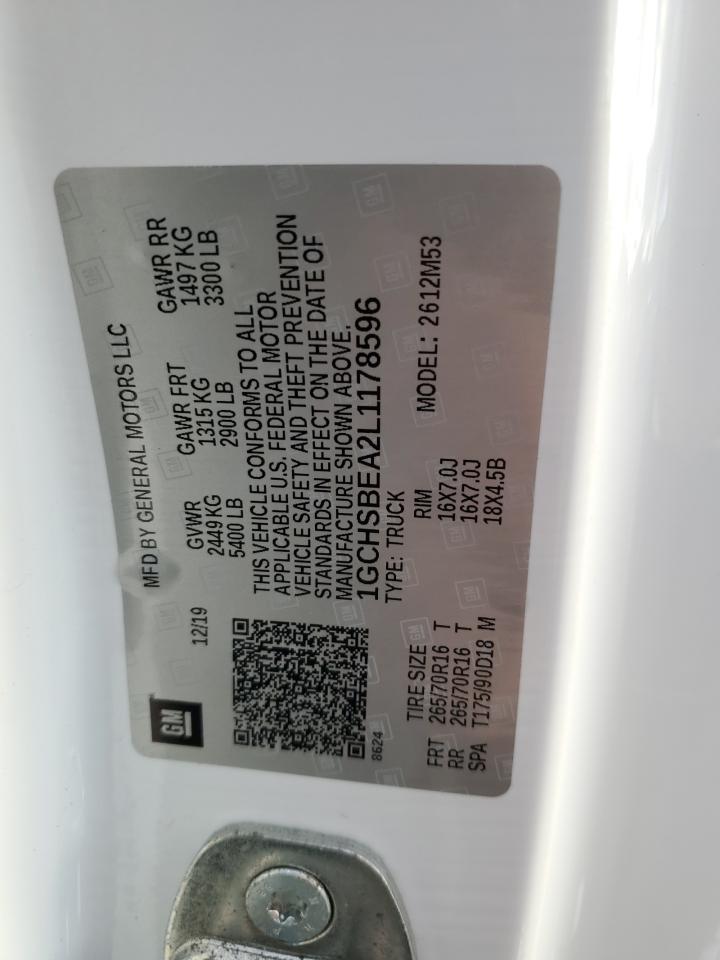 GM
MFD BY GENERAL MOTORS LLC
12/19
GVWR GAWR FRT GAWR RR
2449 KG 1315 KG 1497 KG
5400 LB 2900 LB 3300 LB
THIS VEHICLE CONFORMS TO ALL
APPLICABLE U.S. FEDERAL MOTOR
VEHICLE SAFETY AND THEFT PREVENTION
STANDARDS IN EFFECT ON THE DATE OF
MANUFACTURE SHOWN ABOVE.
1GCHSBEA2L1178596
8624
TYPE: TRUCK
MODEL: 2612M53
TIRE SIZE RIM
FRT 265/70R16 T 16X7.0J
RR 265/70R16 T 16X7.0J
SPA T175/90D18 M 18X4.5B